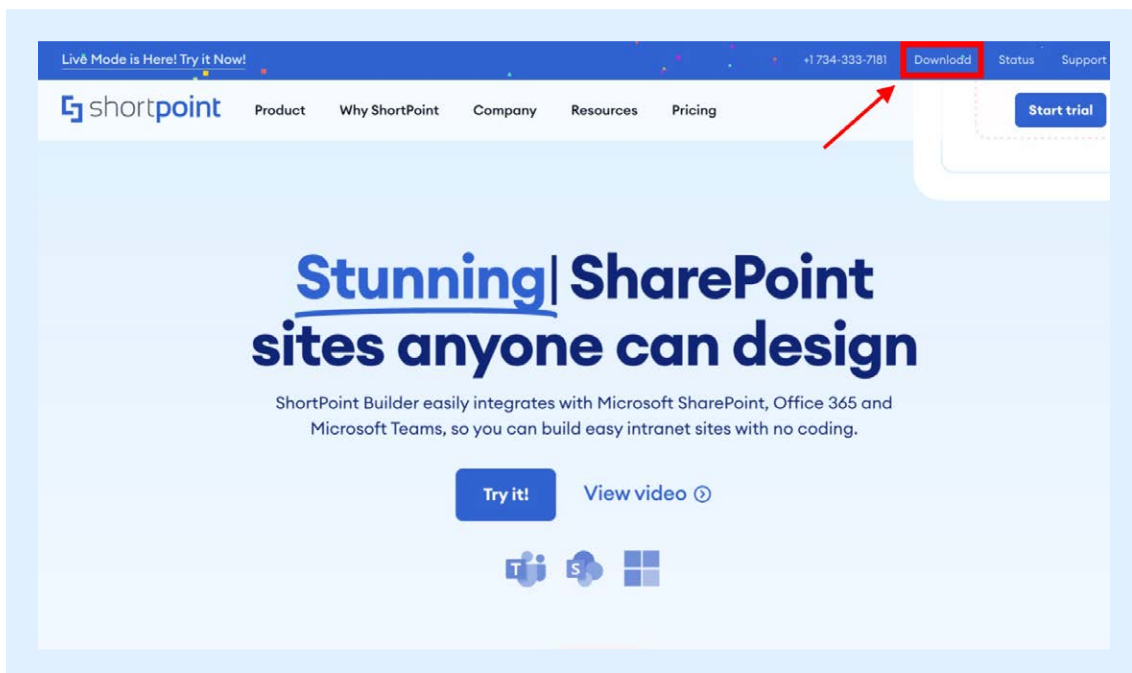 Live Mode is Here! Try it Now! +1 734-333-7181 Download Status Support
shortpoint Product Why ShortPoint Company Resources Pricing Start trial
Stunning| SharePoint
sites anyone can design
ShortPoint Builder easily integrates with Microsoft SharePoint, Office 365 and
Microsoft Teams, so you can build easy intranet sites with no coding.
Try it! View video
T S